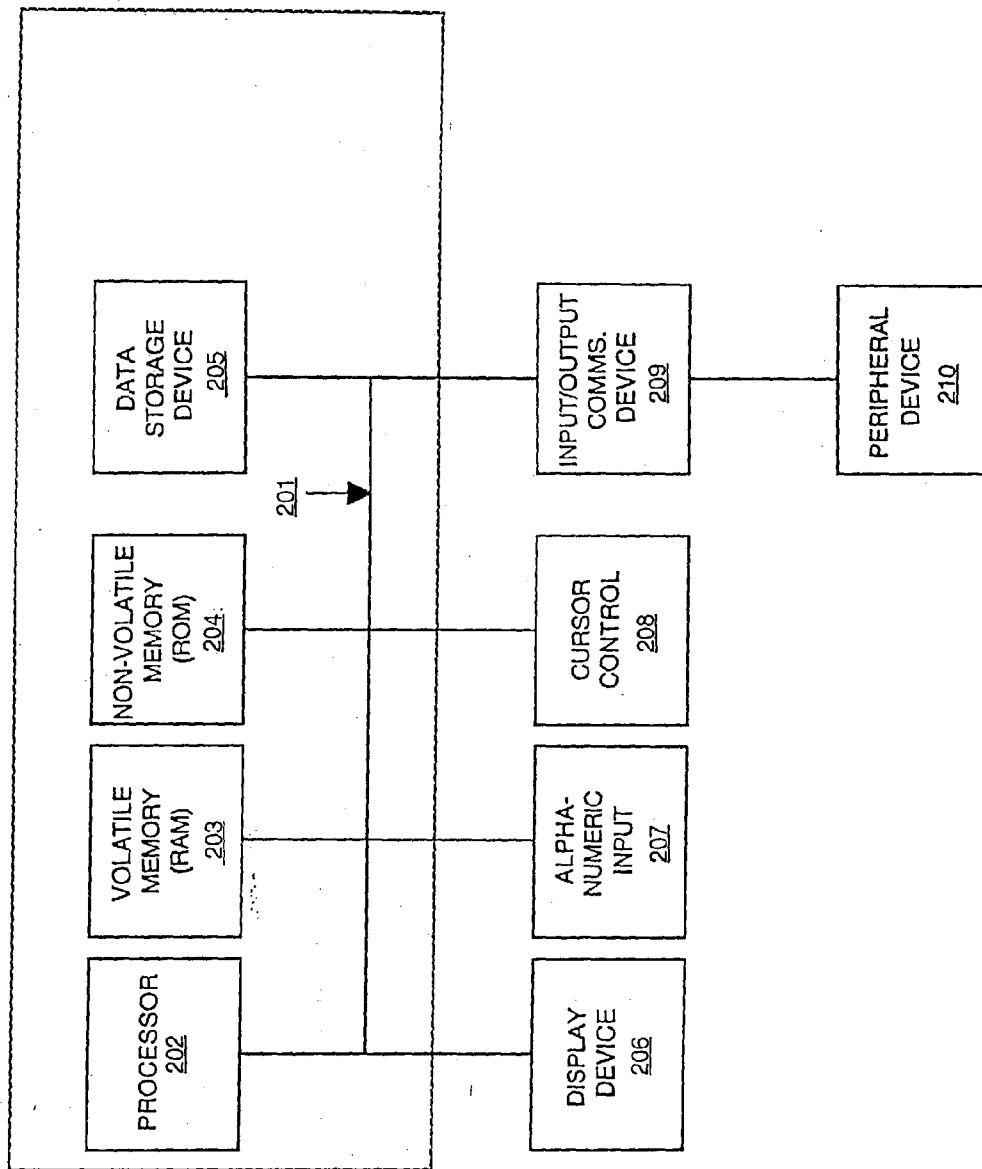 PROCESSOR
202
VOLATILE
MEMORY
(RAM)
203
NON-VOLATILE
MEMORY
(ROM)
204
DATA
STORAGE
DEVICE
205
201
DISPLAY
DEVICE
206
ALPHA-
NUMERIC
INPUT
207
CURSOR
CONTROL
208
INPUT/OUTPUT
COMMS.
DEVICE
209
PERIPHERAL
DEVICE
210